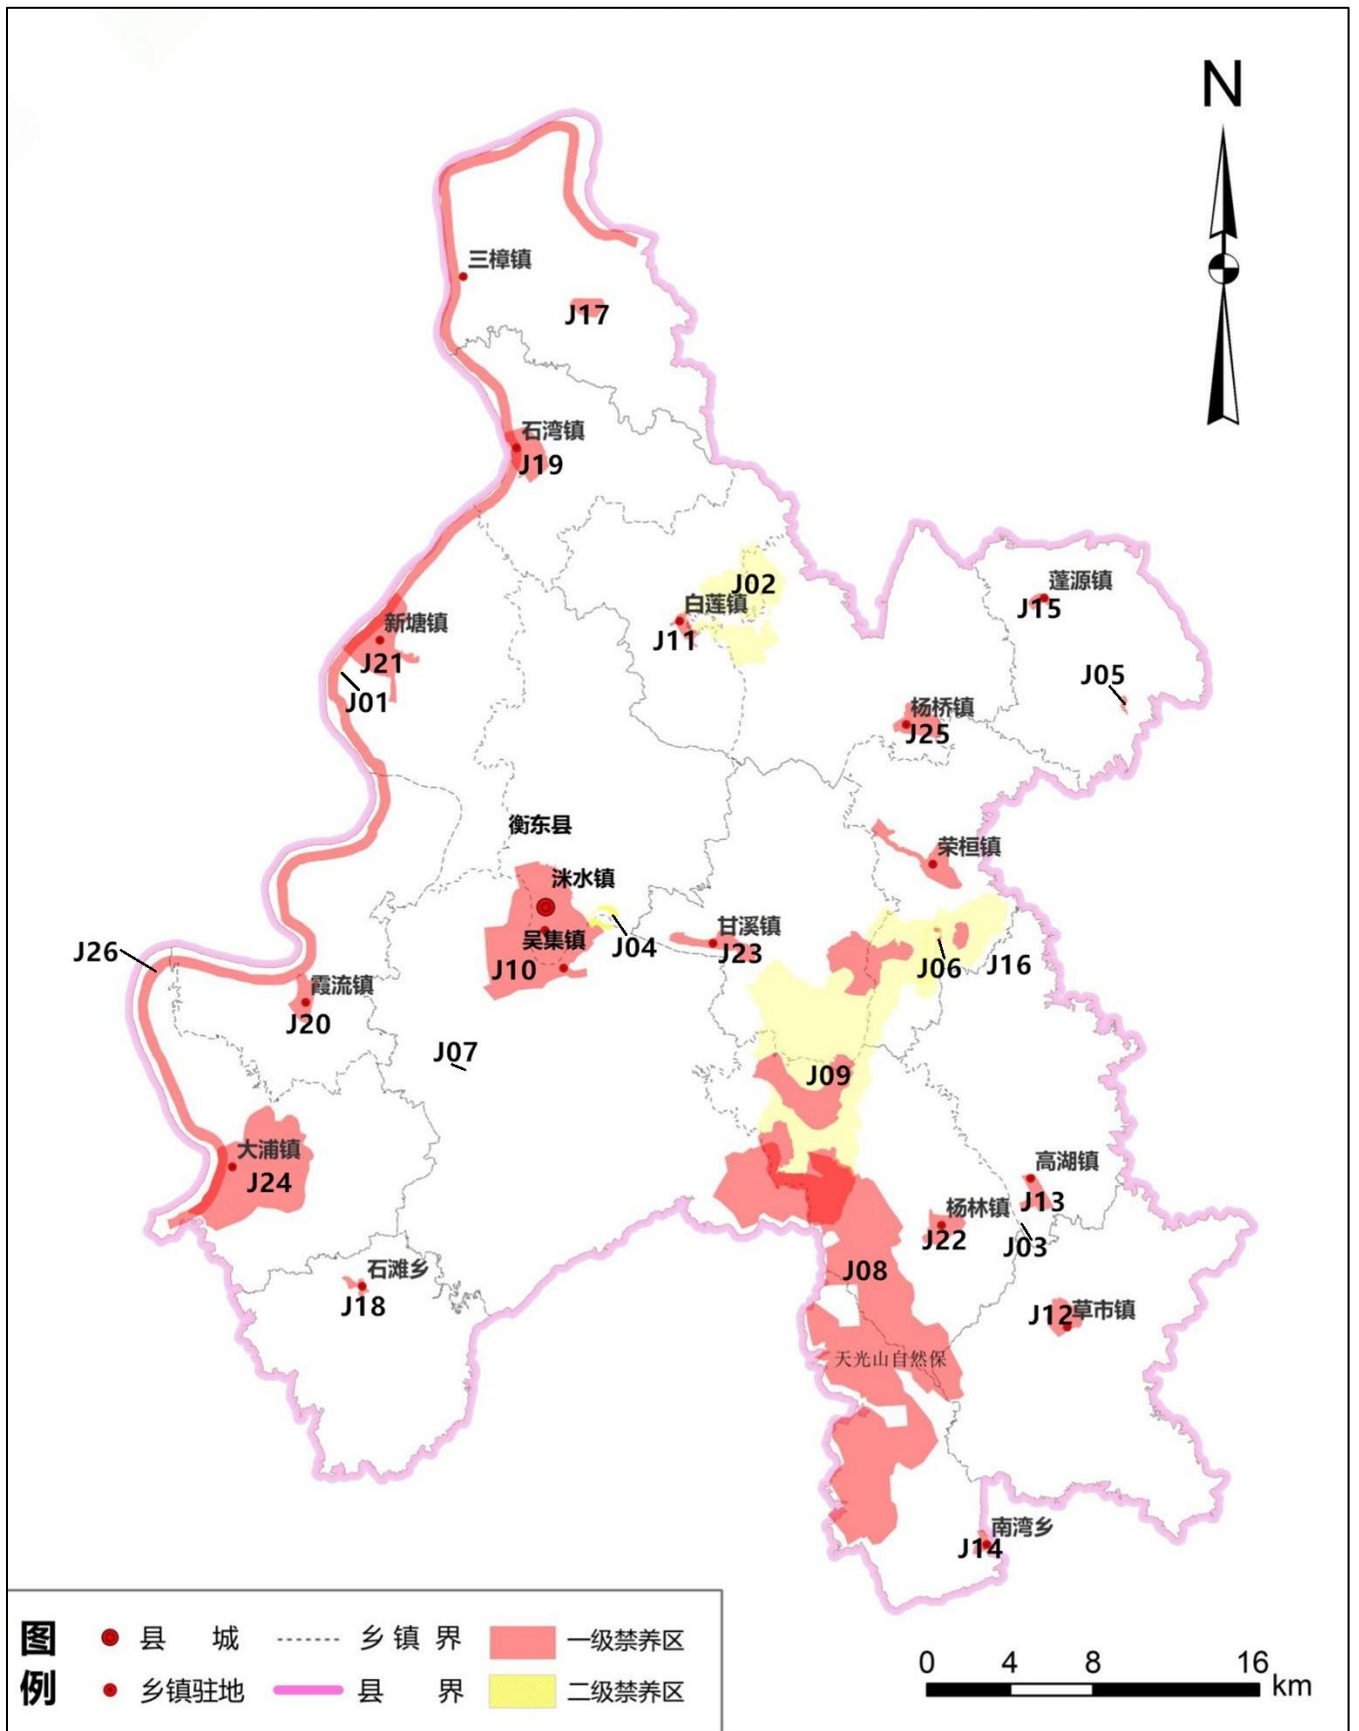 N
三樟镇
J17
石湾镇
J19
J02
白莲镇
J11
蓬源镇
J15
新塘镇
J21
J01
J05
杨桥镇
J25
衡东县
荣桓镇
洣水镇
吴集镇
J10
J04
甘溪镇
J23
J26
J06
J16
霞流镇
J20
J07
J09
大浦镇
J24
高湖镇
J13
杨林镇
J22
J03
石滩乡
J18
J08
J12
草市镇
天光山自然保
南湾乡
J14
图例
县 城
乡镇界
一级禁养区
乡镇驻地
县 界
二级禁养区
0 4 8 16
km